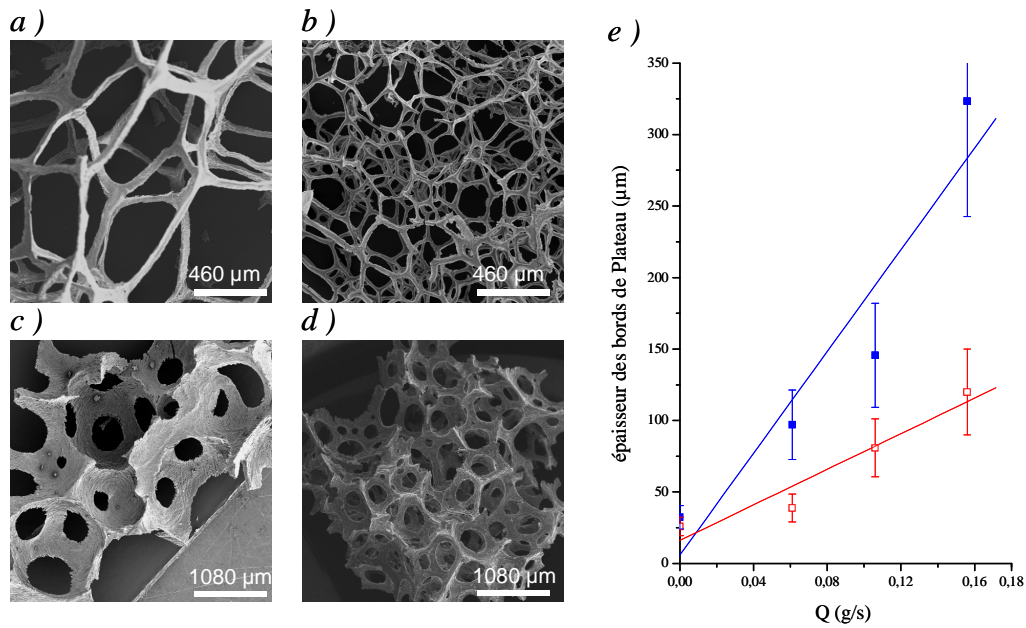 a )
b )
460 µm
460 µm
c )
d )
1080 µm
1080 µm
e )
350
300
250
200
150
100
50
0
épaisseur des bords de Plateau (µm)
0,00
0,04
0,08
0,12
0,16
0,18
Q (g/s)